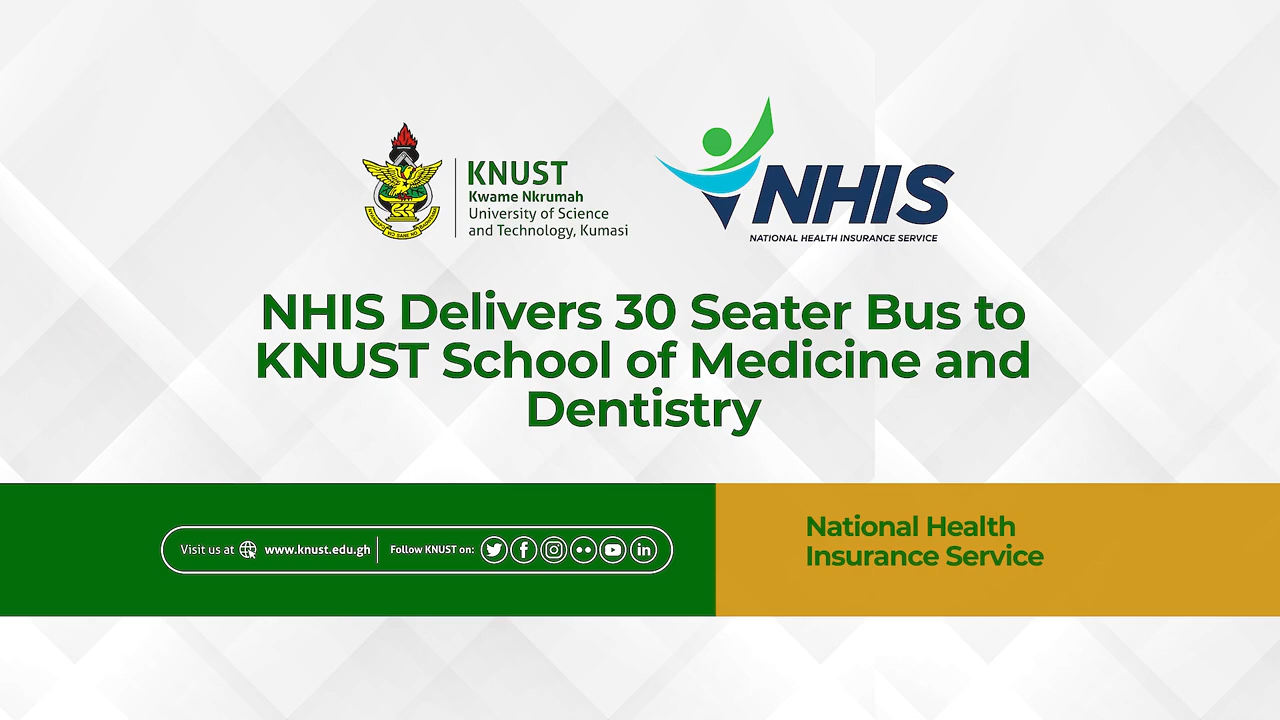 KNUST
Kwame Nkrumah
University of Science
and Technology, Kumasi
NHIS
NATIONAL HEALTH INSURANCE SERVICE
NHIS Delivers 30 Seater Bus to
KNUST School of Medicine and
Dentistry
Visit us at www.knust.edu.gh Follow KNUST on:
National Health
Insurance Service